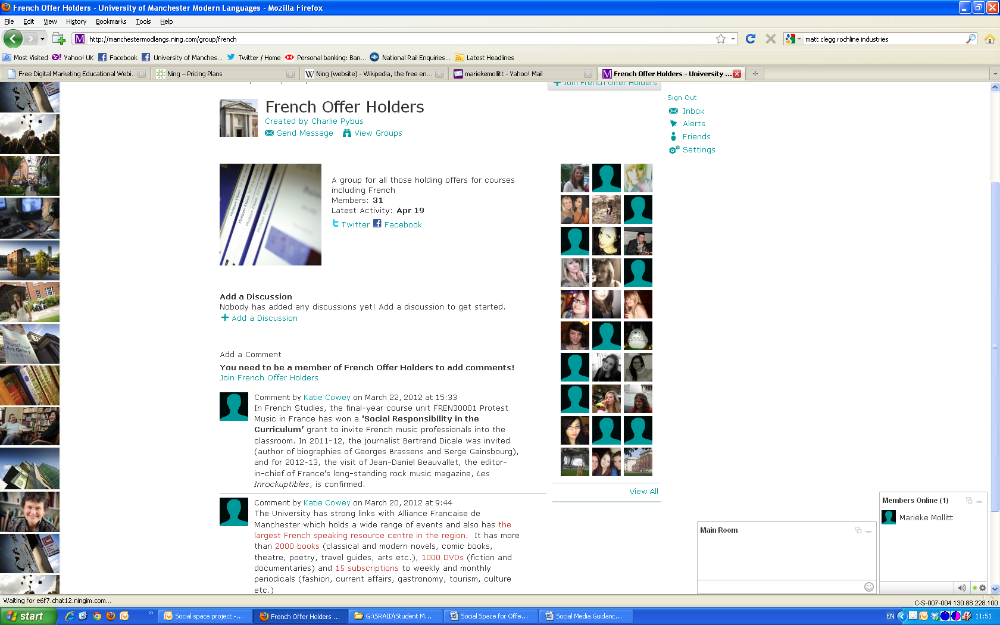 French Offer Holders - University of Manchester Modern Languages - Mozilla Firefox
File Edit View History Bookmarks Tools Help
http://manchestermodlangs.ning.com/group/french
matt clegg rochline industries
Most Visited Yahoo! UK Facebook University of Manches... Twitter / Home Personal banking: Ban... National Rail Enquiries... Latest Headlines
Free Digital Marketing Educational Webi... Ning – Pricing Plans Ning (website) - Wikipedia, the free en... mariekemollitt - Yahoo! Mail French Offer Holders - University ...
Join French Offer Holders
French Offer Holders
Created by Charlie Pybus
Send Message View Groups
Sign Out
Inbox
Alerts
Friends
Settings
A group for all those holding offers for courses
including French
Members: 31
Latest Activity: Apr 19
Twitter Facebook
Philippe Djian
Philippe Djian
Philippe Djian
Manchester
Art Gallery
Add a Discussion
Nobody has added any discussions yet! Add a discussion to get started.
Add a Discussion
Add a Comment
You need to be a member of French Offer Holders to add comments!
Join French Offer Holders
Comment by Katie Cowey on March 22, 2012 at 15:33
In French Studies, the final-year course unit FREN30001 Protest
Music in France has won a 'Social Responsibility in the
Curriculum’ grant to invite French music professionals into the
classroom. In 2011-12, the journalist Bertrand Dicale was invited
(author of biographies of Georges Brassens and Serge Gainsbourg),
and for 2012-13, the visit of Jean-Daniel Beauvallet, the editor-
in-chief of France's long-standing rock music magazine, Les
Inrockuptibles, is confirmed.
Comment by Katie Cowey on March 20, 2012 at 9:44
The University has strong links with Alliance Francaise de
Manchester which holds a wide range of events and also has the
largest French speaking resource centre in the region. It has more
than 2000 books (classical and modern novels, comic books,
theatre, poetry, travel guides, arts etc.), 1000 DVDs (fiction and
documentaries) and 15 subscriptions to weekly and monthly
periodicals (fashion, current affairs, gastronomy, tourism, culture
etc.)
View All
Main Room
Members Online (1)
Marieke Mollitt
Waiting for e6f7.chat12.ningim.com...
C-S-007-004 130.88.228.100
start
Social space project -... French Offer Holders ... G:\SRAID\Student M... Social Space for Offe... Social Media Guidanc...
EN
11:51